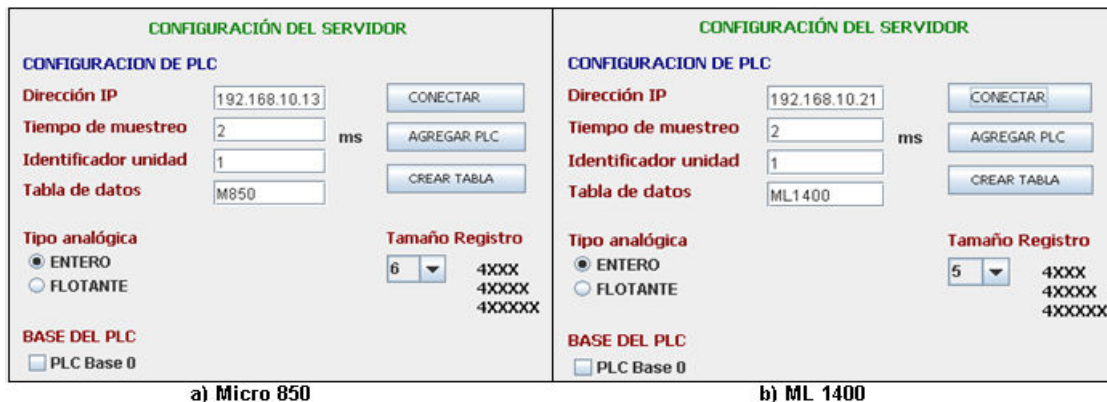 CONFIGURACIÓN DEL SERVIDOR
CONFIGURACION DE PLC
Dirección IP 192.168.10.13 CONECTAR
Tiempo de muestreo 2 ms AGREGAR PLC
Identificador unidad 1
Tabla de datos M850 CREAR TABLA
Tipo analógica Tamaño Registro
ENTERO 6 4XXX
FLOTANTE 4XXXX
4XXXXX
BASE DEL PLC
PLC Base 0
a) Micro 850
CONFIGURACIÓN DEL SERVIDOR
CONFIGURACION DE PLC
Dirección IP 192.168.10.21 CONECTAR
Tiempo de muestreo 2 ms AGREGAR PLC
Identificador unidad 1
Tabla de datos ML1400 CREAR TABLA
Tipo analógica Tamaño Registro
ENTERO 5 4XXX
FLOTANTE 4XXXX
4XXXXX
BASE DEL PLC
PLC Base 0
b) ML 1400